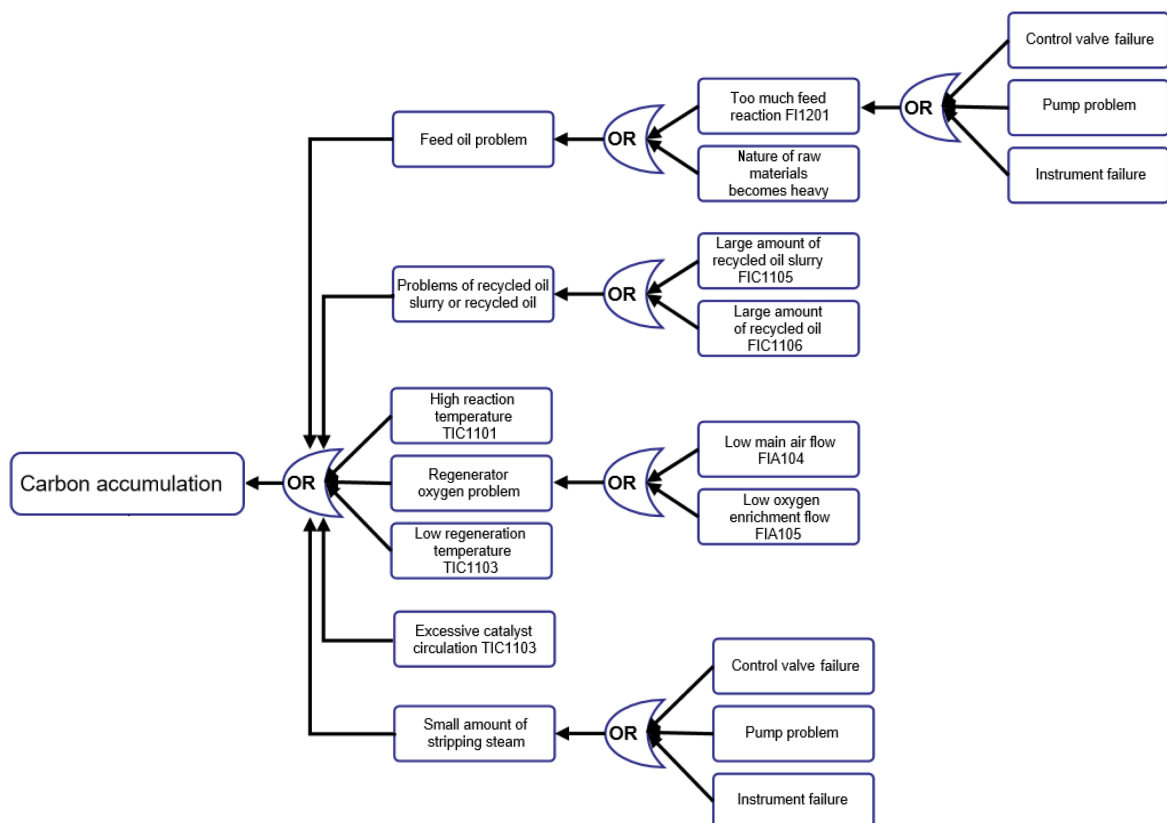 Control valve failure
Too much feed
reaction FI1201
OR
Pump problem
Feed oil problem
OR
Nature of raw
materials
becomes heavy
Instrument failure
Large amount of
recycled oil slurry
FIC1105
Problems of recycled oil
slurry or recycled oil
OR
Large amount
of recycled oil
FIC1106
High reaction
temperature
TIC1101
Low main air flow
FIA104
Carbon accumulation
OR
Regenerator
oxygen problem
OR
Low oxygen
enrichment flow
FIA105
Low regeneration
temperature
TIC1103
Excessive catalyst
circulation TIC1103
Control valve failure
Small amount of
stripping steam
OR
Pump problem
Instrument failure